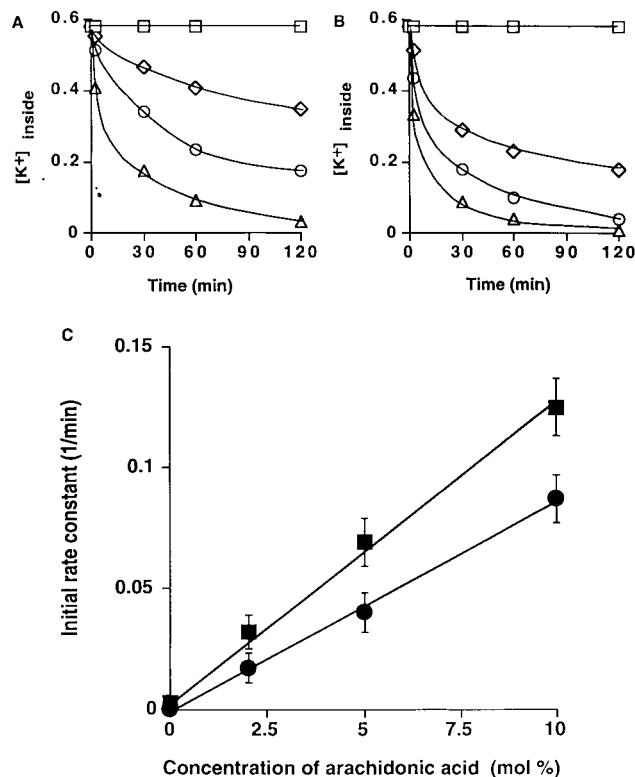 A
B
0.6
0.4
0.2
0
[K+] inside
0 30 60 90 120
Time (min)
0.6
0.4
0.2
0
[K+] inside
0 30 60 90 120
Time (min)
C
0.15
0.1
0.05
0
Initial rate constant (1/min)
0 2.5 5 7.5 10
Concentration of arachidonic acid (mol %)